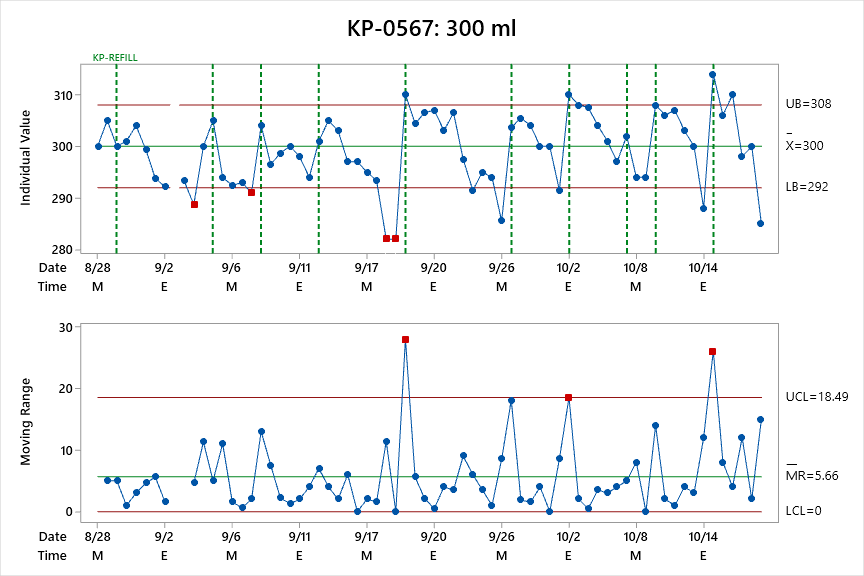 KP-0567: 300 ml
KP-REFILL
Individual Value
310
300
290
280
UB=308
_
X=300
LB=292
Date 8/28 9/2 9/6 9/11 9/17 9/20 9/26 10/2 10/8 10/14
Time M E M E M E M E M E
Moving Range
30
20
10
0
UCL=18.49
__
MR=5.66
LCL=0
Date 8/28 9/2 9/6 9/11 9/17 9/20 9/26 10/2 10/8 10/14
Time M E M E M E M E M E